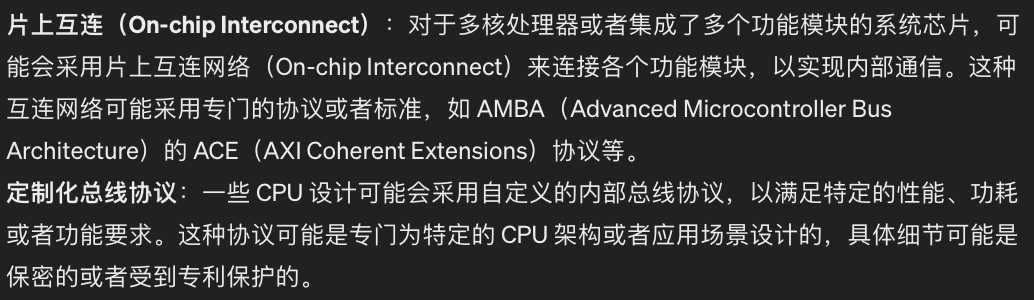 片上互连（On-chip Interconnect）：对于多核处理器或者集成了多个功能模块的系统芯片，可
能会采用片上互连网络（On-chip Interconnect）来连接各个功能模块，以实现内部通信。这种
互连网络可能采用专门的协议或者标准，如 AMBA（Advanced Microcontroller Bus
Architecture）的 ACE（AXI Coherent Extensions）协议等。
定制化总线协议：一些 CPU 设计可能会采用自定义的内部总线协议，以满足特定的性能、功耗
或者功能要求。这种协议可能是专门为特定的 CPU 架构或者应用场景设计的，具体细节可能是
保密的或者受到专利保护的。